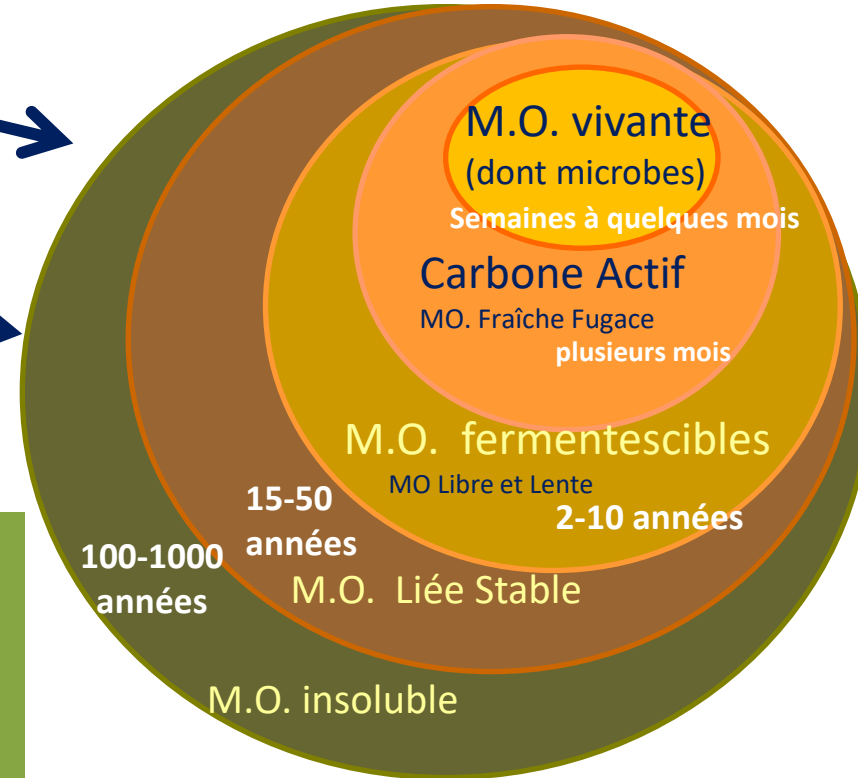 M.O. vivante
(dont microbes)
Semaines à quelques mois
Carbone Actif
MO. Fraîche Fugace
plusieurs mois
M.O. fermentescibles
MO Libre et Lente
2-10 années
15-50
années
M.O. Liée Stable
100-1000
années
M.O. insoluble